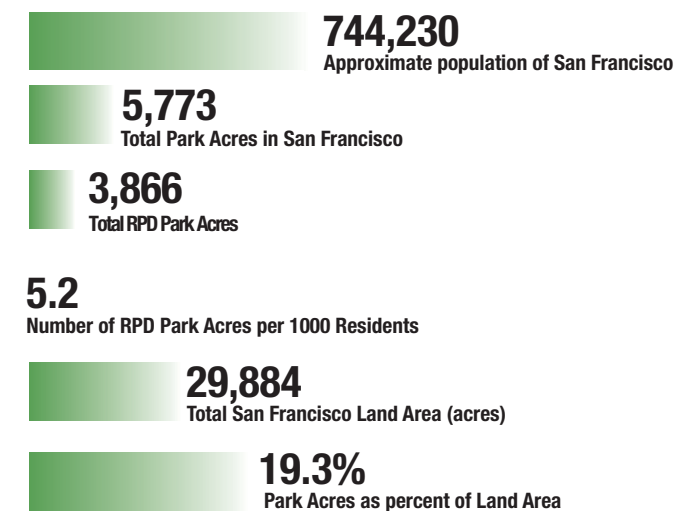 744,230
Approximate population of San Francisco
5,773
Total Park Acres in San Francisco
3,866
Total RPD Park Acres
5.2
Number of RPD Park Acres per 1000 Residents
29,884
Total San Francisco Land Area (acres)
19.3%
Park Acres as percent of Land Area